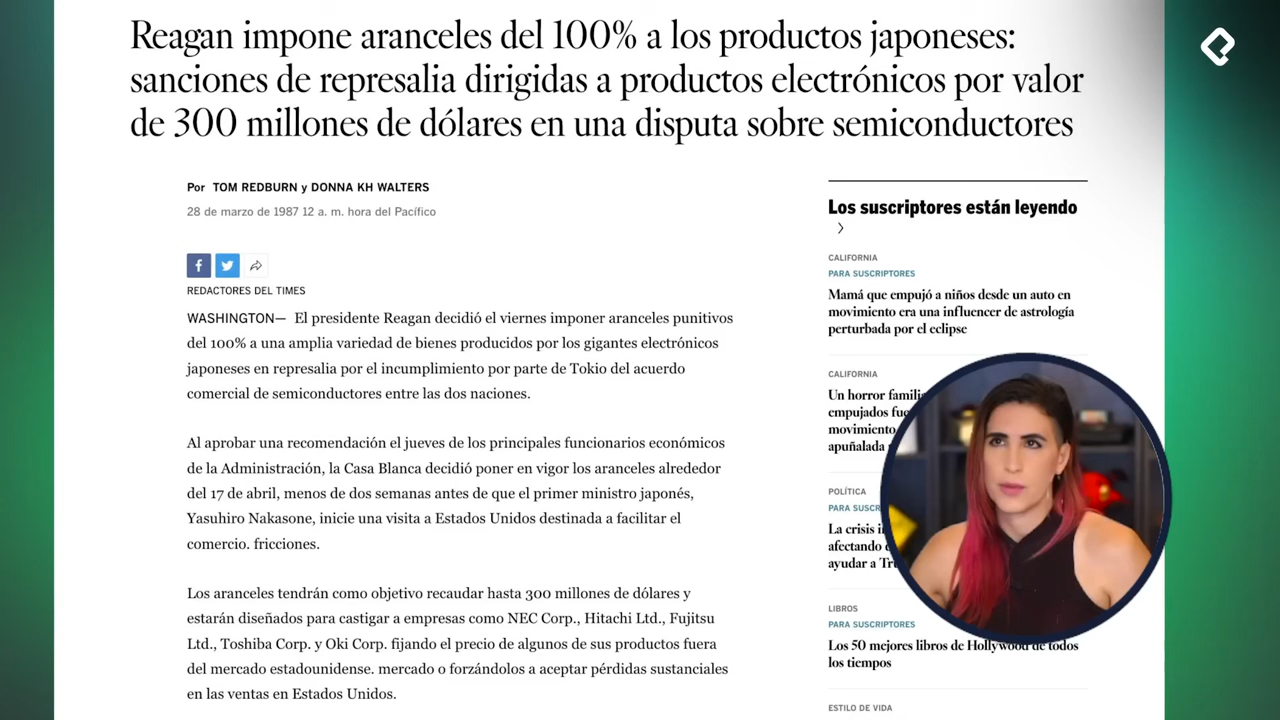 Reagan impone aranceles del 100% a los productos japoneses:
sanciones de represalia dirigidas a productos electrónicos por valor
de 300 millones de dólares en una disputa sobre semiconductores
Por TOM REDBURN y DONNA KH WALTERS
28 de marzo de 1987 12 a. m. hora del Pacífico
REDACTORES DEL TIMES
WASHINGTON— El presidente Reagan decidió el viernes imponer aranceles punitivos
del 100% a una amplia variedad de bienes producidos por los gigantes electrónicos
japoneses en represalia por el incumplimiento por parte de Tokio del acuerdo
comercial de semiconductores entre las dos naciones.
Al aprobar una recomendación el jueves de los principales funcionarios económicos
de la Administración, la Casa Blanca decidió poner en vigor los aranceles alrededor
del 17 de abril, menos de dos semanas antes de que el primer ministro japonés,
Yasuhiro Nakasone, inicie una visita a Estados Unidos destinada a facilitar el
comercio. fricciones.
Los aranceles tendrán como objetivo recaudar hasta 300 millones de dólares y
estarán diseñados para castigar a empresas como NEC Corp., Hitachi Ltd., Fujitsu
Ltd., Toshiba Corp. y Oki Corp. fijando el precio de algunos de sus productos fuera
del mercado estadounidense. mercado o forzándolos a aceptar pérdidas sustanciales
en las ventas en Estados Unidos.
Los suscriptores están leyendo
CALIFORNIA
PARA SUSCRIPTORES
Mamá que empujó a niños desde un auto en
movimiento era una influencer de astrología
perturbada por el eclipse
CALIFORNIA
Un horror
empujados
movimiento
apuñalada
POLÍTICA
PARA
La crisis
afectando
ayudar a
LIBROS
PARA SUSCRIPTORES
Los 50 mejores libros de Hollywood de todos
los tiempos
ESTILO DE VIDA